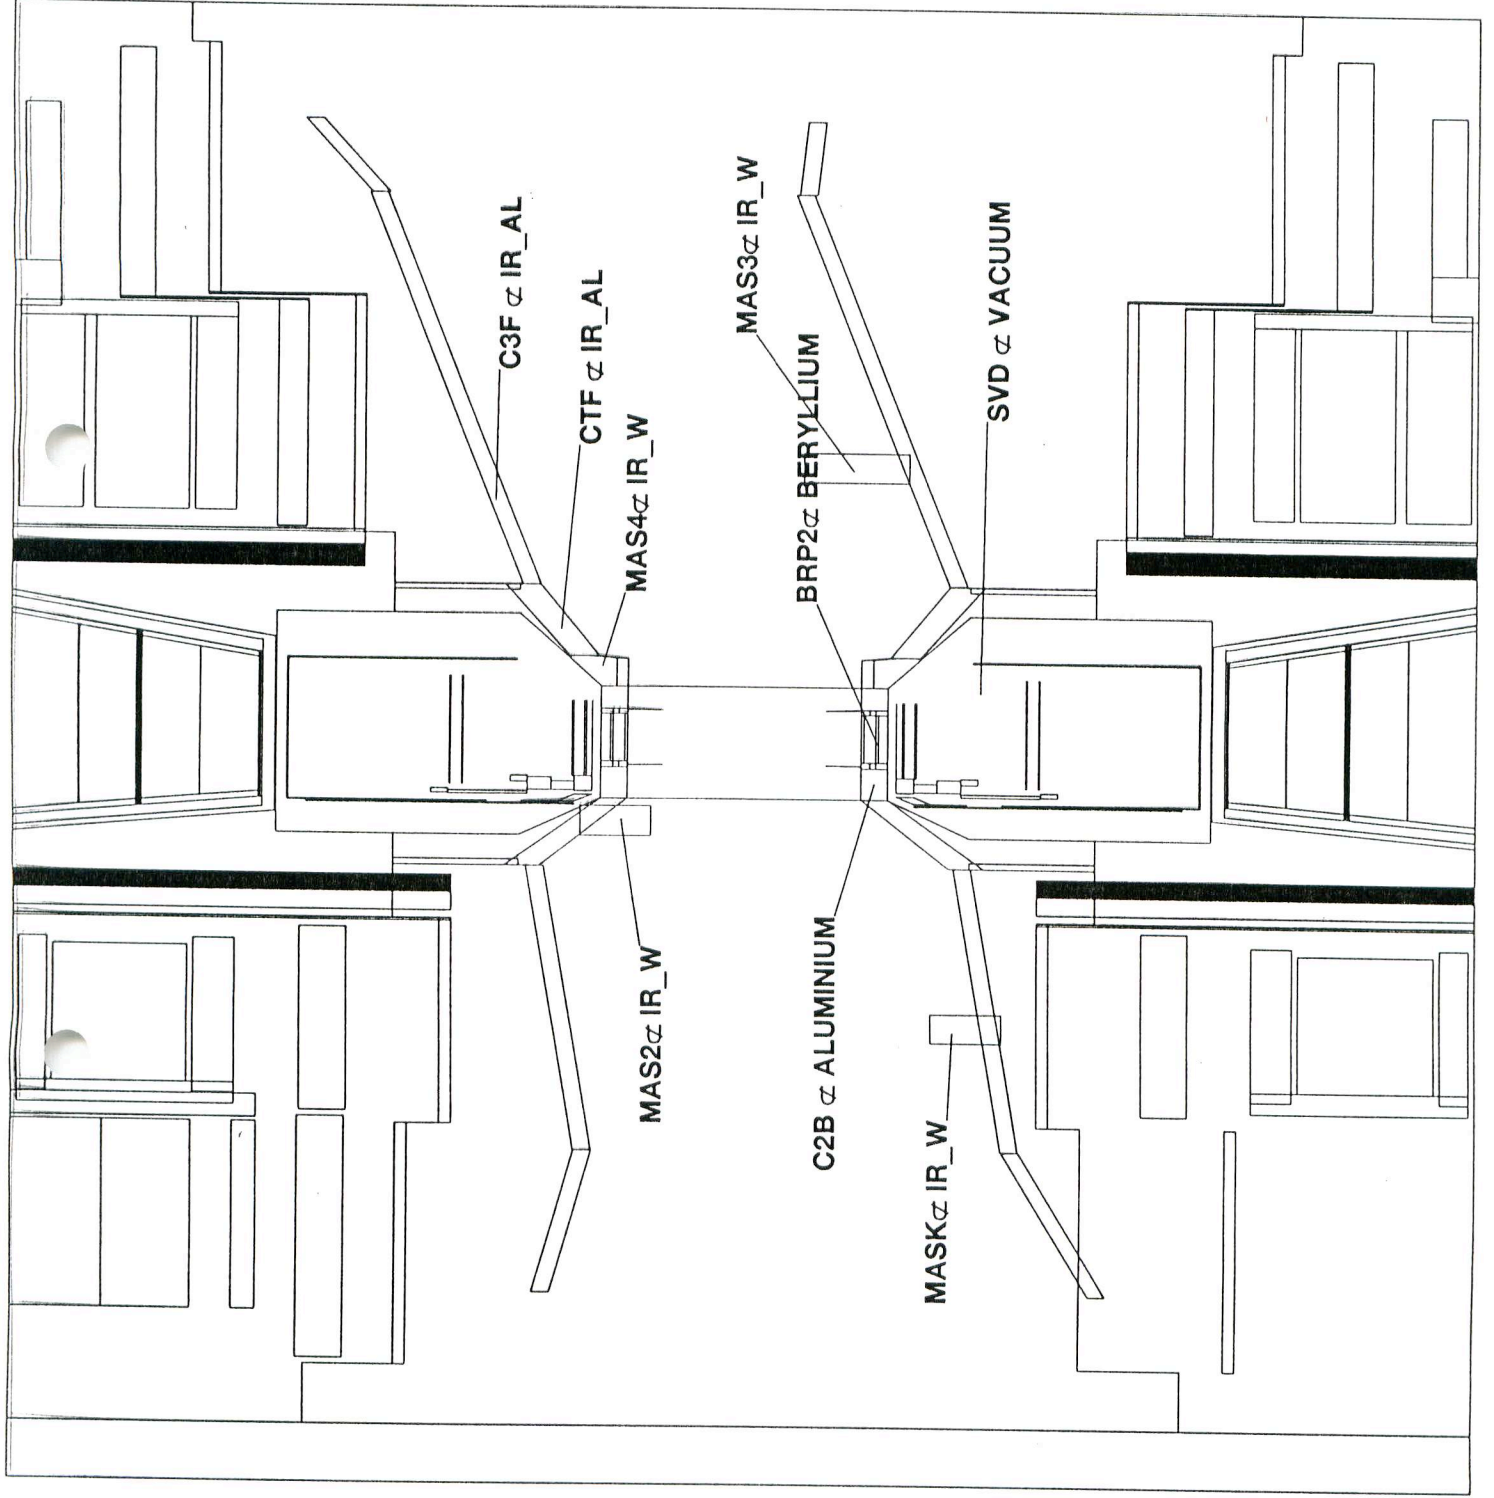 C3F ⊄ IR_AL
CTF ⊄ IR_AL
MAS4⊄ IR_W
MAS2⊄ IR_W
MAS3⊄ IR_W
BRP2⊄ BERYLLIUM
C2B ⊄ ALUMINIUM
MASK⊄ IR_W
SVD ⊄ VACUUM